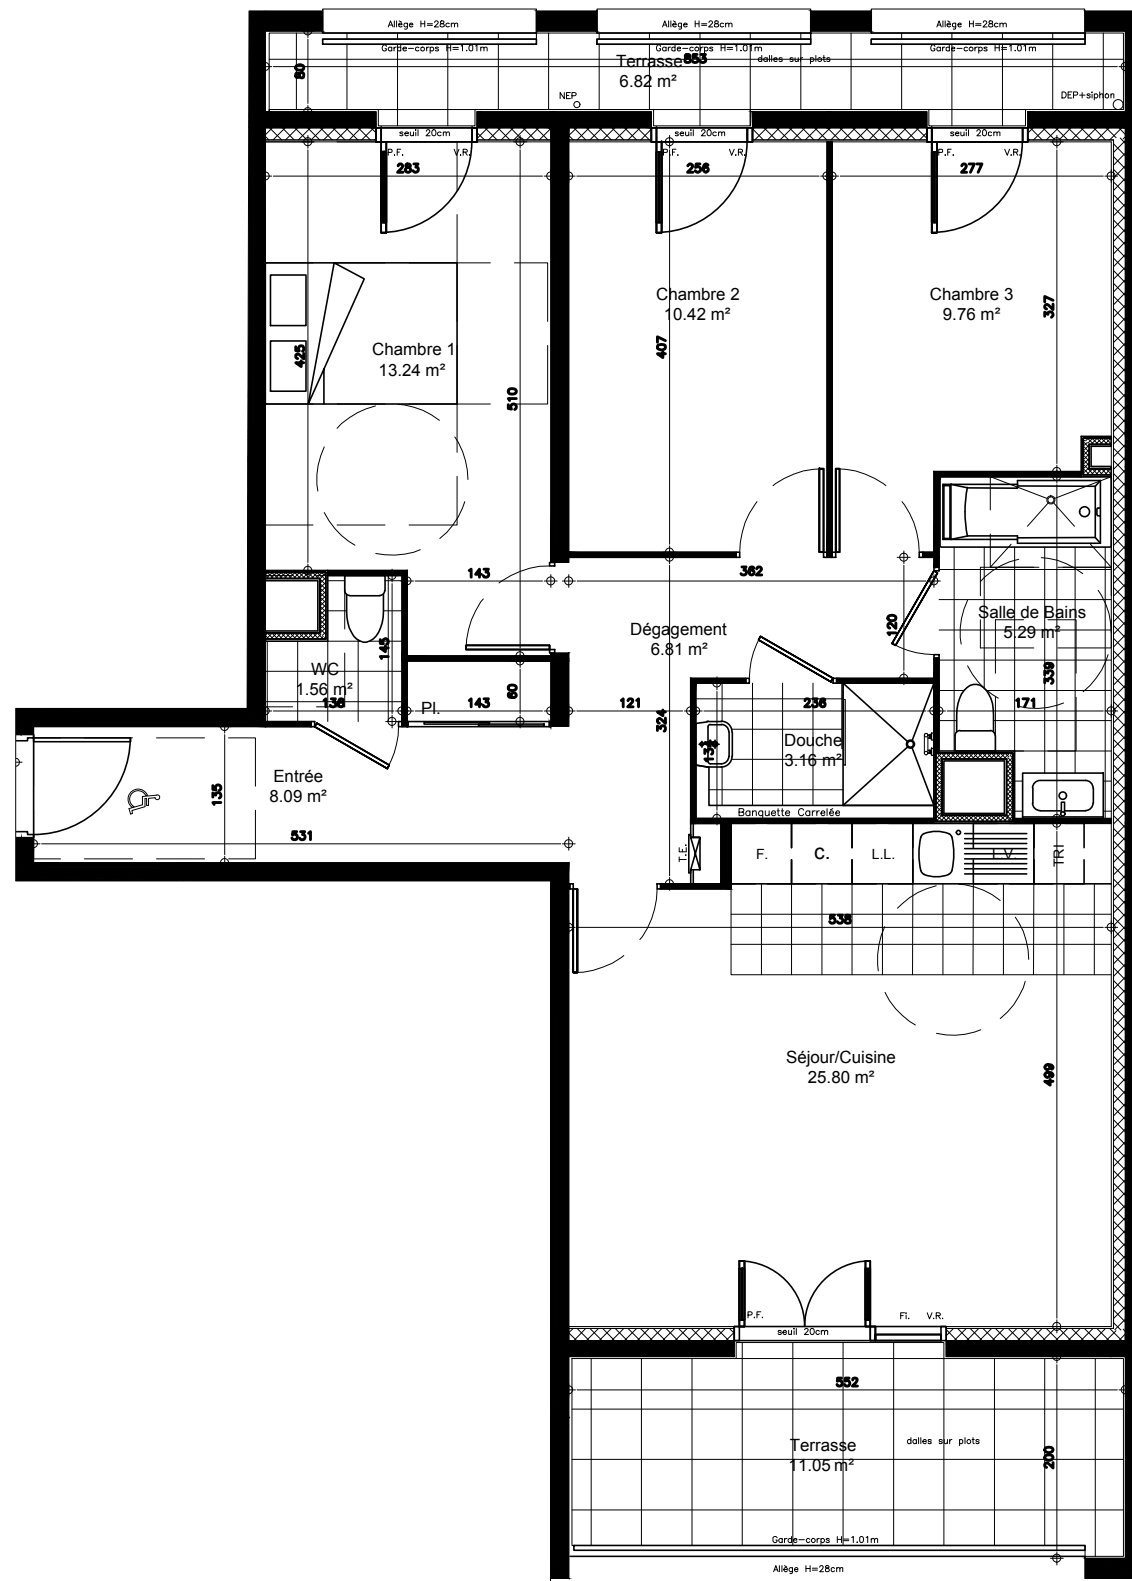 Allège H=28cm
Allège H=28cm
Allège H=28cm
Garde-corps H=1.01m
Garde-corps H=1.01m
Garde-corps H=1.01m
Terrasse
853
dalles sur plots
6.82 m²
80
NEP
DEP+siphon
seuil 20cm
seuil 20cm
seuil 20cm
P.F.
V.R.
P.F.
V.R.
P.F.
V.R.
283
256
277
Chambre 2
10.42 m²
Chambre 3
9.76 m²
327
Chambre 1
13.24 m²
425
407
510
143
362
145
Dégagement
6.81 m²
120
Salle de Bains
5.29 m²
339
WC
1.56 m²
136
Pl.
60
143
121
324
236
171
Douche
3.16 m²
132
Entrée
8.09 m²
135
531
Banquette Carrelée
T.E.
F.
C.
L.L.
L.V.
TRI
538
Séjour/Cuisine
25.80 m²
499
P.F.
Fi.
V.R.
seuil 20cm
552
Terrasse
11.05 m²
dalles sur plots
200
Garde-corps H=1.01m
Allège H=28cm